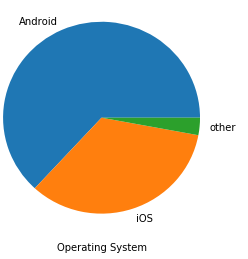 Android
other
iOS
Operating System